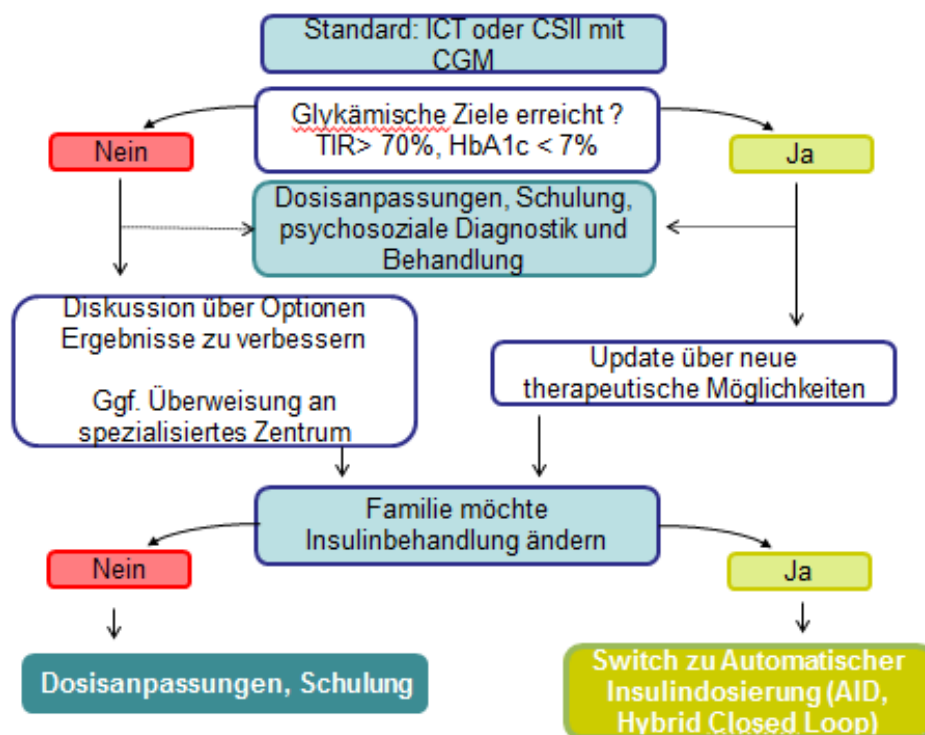 Standard: ICT oder CSII mit
CGM
Glykämische Ziele erreicht ?
TIR> 70%, HbA1c < 7%
Nein
Ja
Dosisanpassungen, Schulung,
psychosoziale Diagnostik und
Behandlung
Diskussion über Optionen
Ergebnisse zu verbessern
Ggf. Überweisung an
spezialisiertes Zentrum
Update über neue
therapeutische Möglichkeiten
Familie möchte
Insulinbehandlung ändern
Nein
Ja
Dosisanpassungen, Schulung
Switch zu Automatischer
Insulindosierung (AID,
Hybrid Closed Loop)